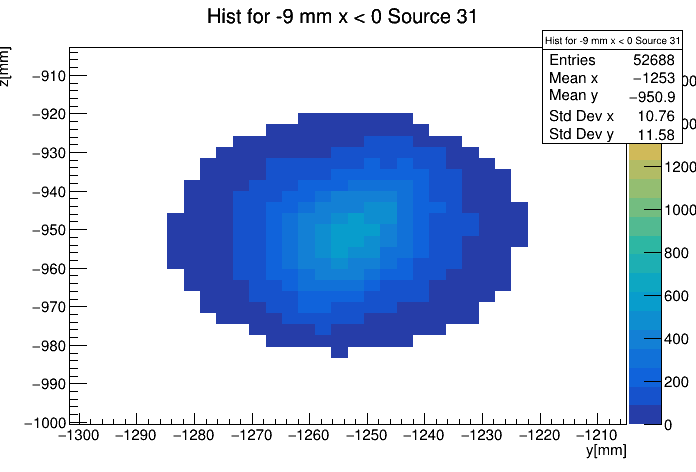 Hist for -9 mm x < 0 Source 31
Hist for -9 mm x < 0 Source 31
Entries 52688
Mean x −1253
Mean y −950.9
Std Dev x 10.76
Std Dev y 11.58
z[mm]
−910
−920
−930
−940
−950
−960
−970
−980
−990
−1000
1200
1000
800
600
400
200
0
−1300 −1290 −1280 −1270 −1260 −1250 −1240 −1230 −1220 −1210
y[mm]